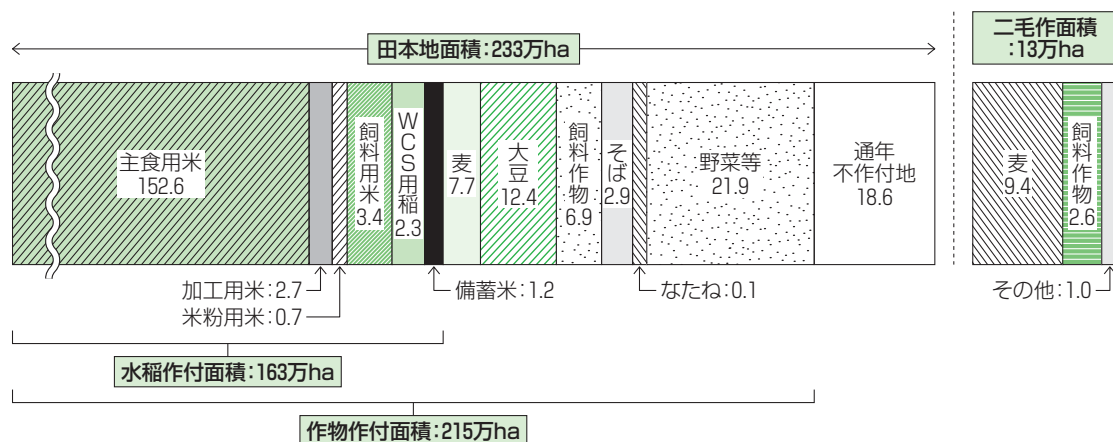 田本地面積:233万ha
二毛作面積
:13万ha
主食用米
152.6
飼料用米
3.4
WCS用稲
2.3
麦
7.7
大豆
12.4
飼料作物
6.9
そば
2.9
野菜等
21.9
通年
不作付地
18.6
麦
9.4
飼料作物
2.6
加工用米:2.7
米粉用米:0.7
備蓄米:1.2
なたね:0.1
その他:1.0
水稲作付面積:163万ha
作物作付面積:215万ha